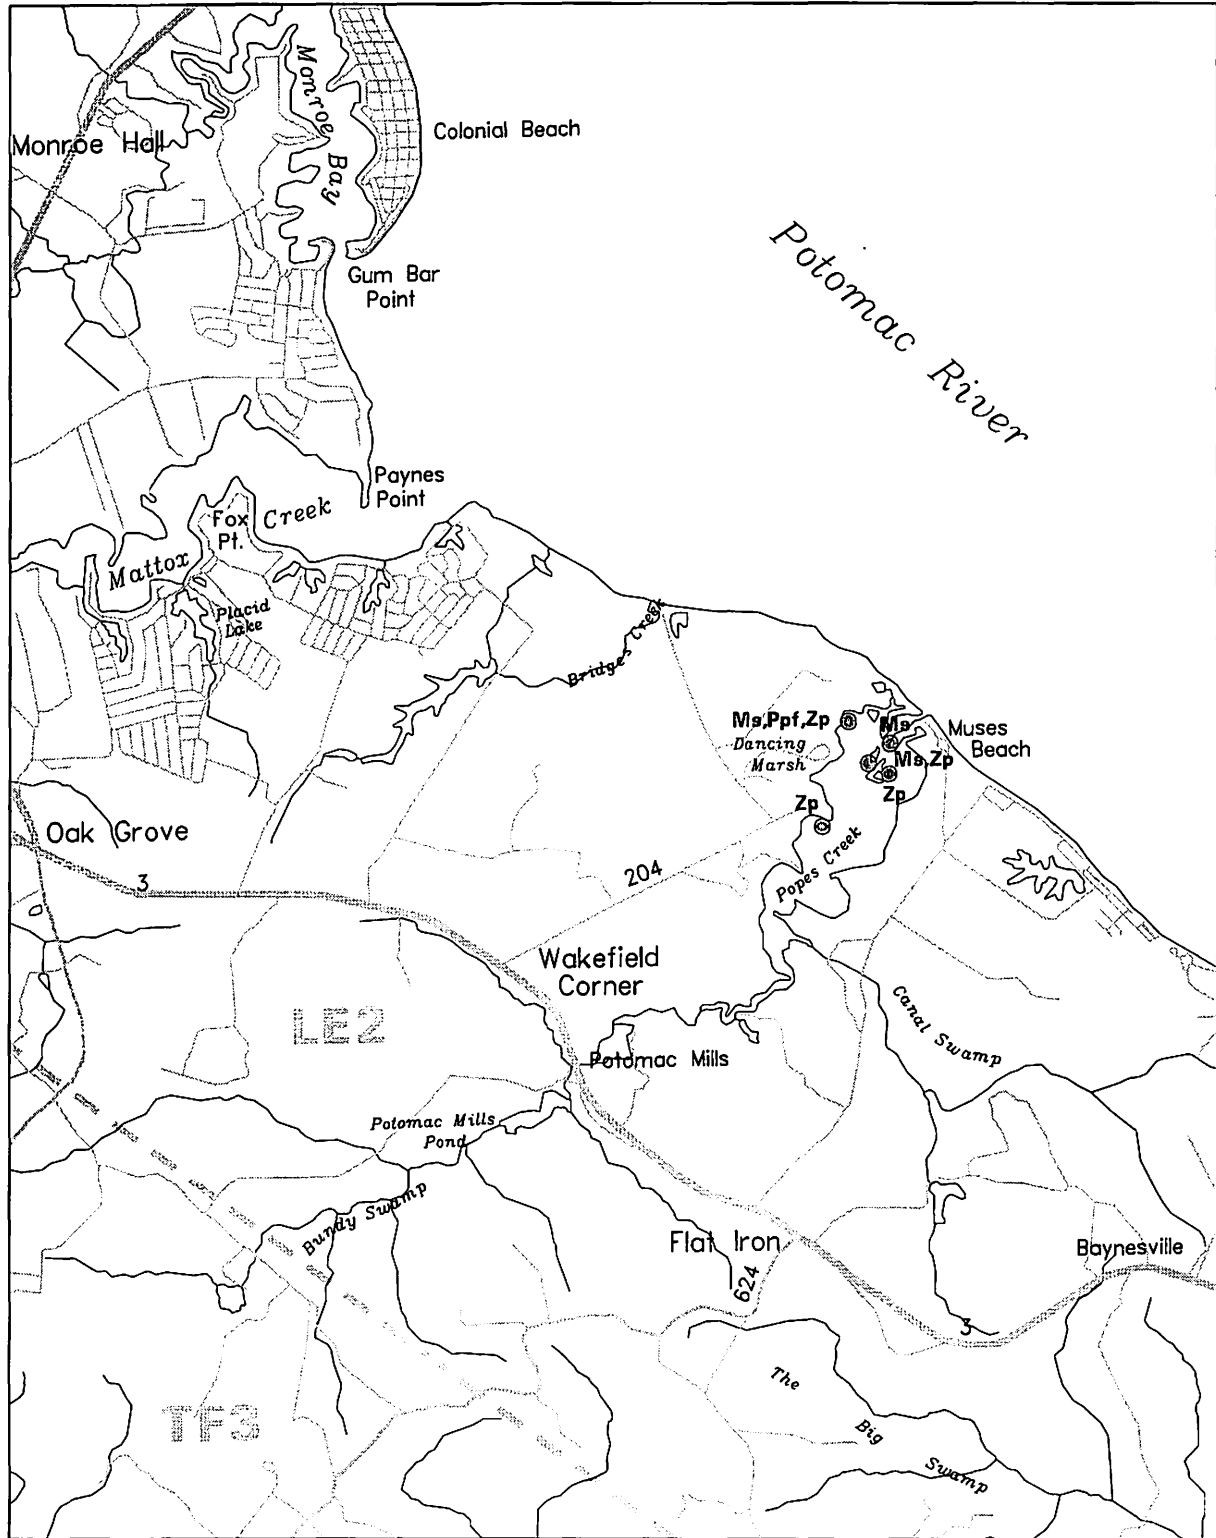 Monroe Bay
Monroe Hall
Colonial Beach
Potomac River
Gum Bar
Point
Paynes
Point
Fox
Pt.
Creek
Mattox
Placid
Lake
Bridges Creek
Ms,Ppf,Zp
Ms
Muses
Beach
Dancing
Marsh
Ms,Zp
Zp
Zp
Oak Grove
Popes Creek
204
3
Wakefield
Corner
LE2
Canal Swamp
Potomac Mills
Potomac Mills
Pond
Bundy Swamp
Flat Iron
Baynesville
624
3
The
Big
Swamp
TF3